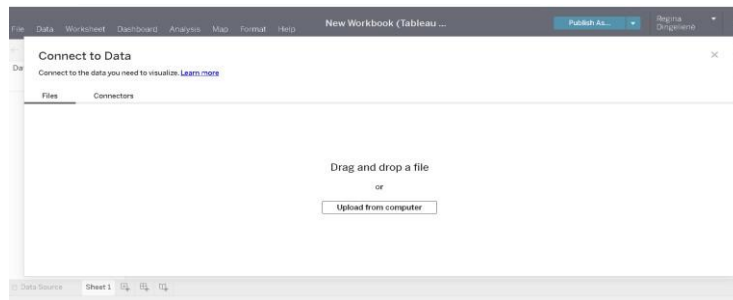 File Data Worksheet Dashboard Analysis Map Format Help New Workbook (Tableau ... Publish As... Regina
Dingelienė
Connect to Data
Da
Connect to the data you need to visualize. Learn more
Files Connectors
Drag and drop a file
or
Upload from computer
Data Source Sheet 1